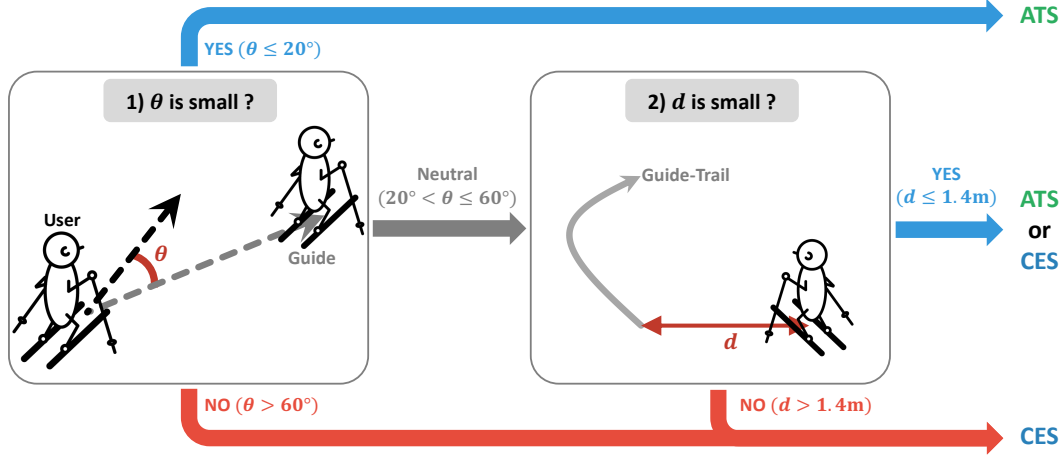 ATS
YES (θ ≤ 20°)
1) θ is small ?
2) d is small ?
User
θ
Guide
Neutral
(20° < θ ≤ 60°)
Guide-Trail
d
YES
(d ≤ 1.4m)
ATS
or
CES
NO (θ > 60°)
NO (d > 1.4m)
CES